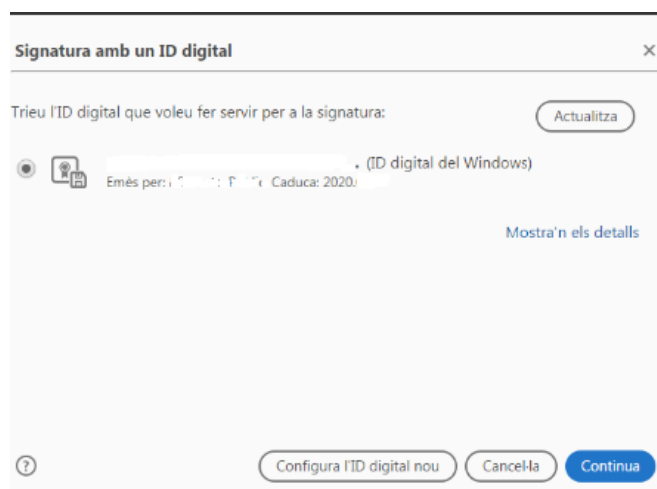 Signatura amb un ID digital
Trieu l'ID digital que voleu fer servir per a la signatura:
Actualitza
. (ID digital del Windows)
Emès per: Caduca: 2020.
Mostra'n els detalls
?
Configura l'ID digital nou
Cancel·la
Continua